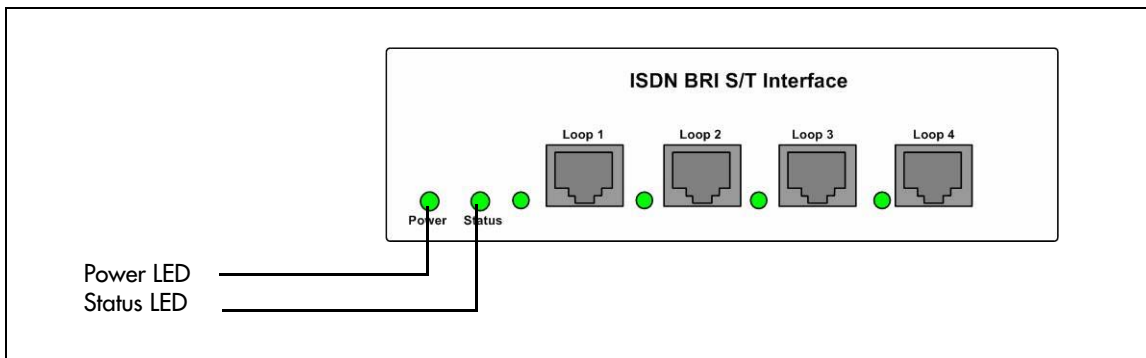 ISDN BRI S/T Interface
Loop 1 Loop 2 Loop 3 Loop 4
Power Status
Power LED
Status LED